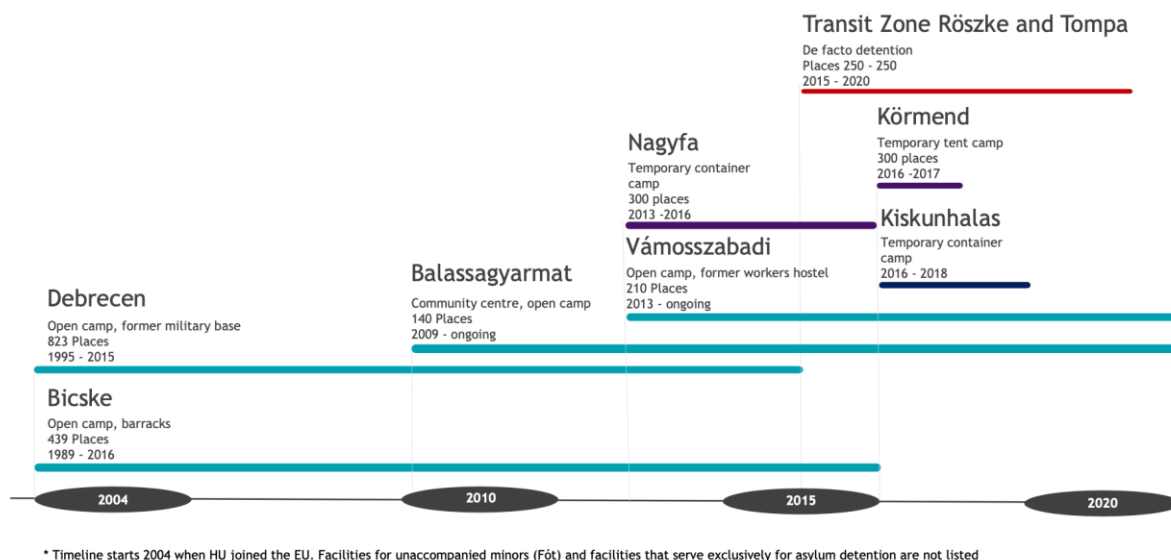 Transit Zone Röszke and Tompa
De facto detention
Places 250 - 250
2015 - 2020
Körmend
Temporary tent camp
300 places
2016 -2017
Nagyfa
Temporary container
camp
300 places
2013 -2016
Kiskunhalas
Temporary container
camp
2016 - 2018
Vámosszabadi
Open camp, former workers hostel
210 Places
2013 - ongoing
Balassagyarmat
Community centre, open camp
140 Places
2009 - ongoing
Debrecen
Open camp, former military base
823 Places
1995 - 2015
Bicske
Open camp, barracks
439 Places
1989 - 2016
2004
2010
2015
2020
* Timeline starts 2004 when HU joined the EU. Facilities for unaccompanied minors (Fót) and facilities that serve exclusively for asylum detention are not listed